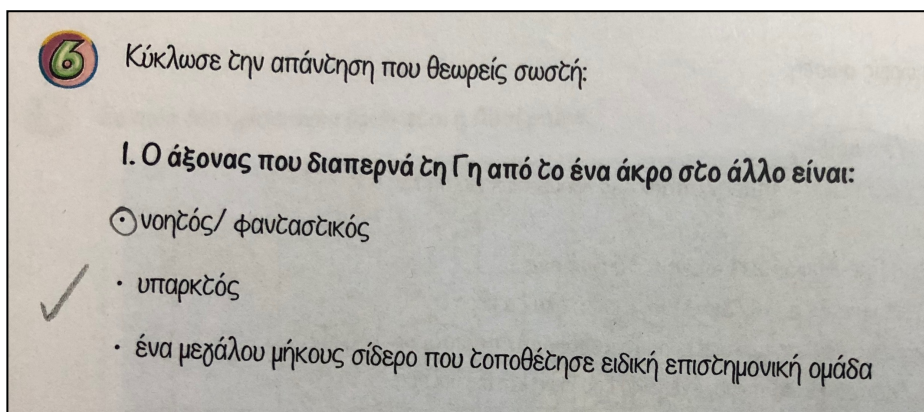 6 Κύκλωσε την απάντηση που θεωρείς σωστή:
1. Ο άξονας που διαπερνά τη Γη από το ένα άκρο στο άλλο είναι:
νοητός/ φανταστικός
· υπαρκτός
· ένα μεγάλου μήκους σίδερο που τοποθέτησε ειδική επιστημονική ομάδα